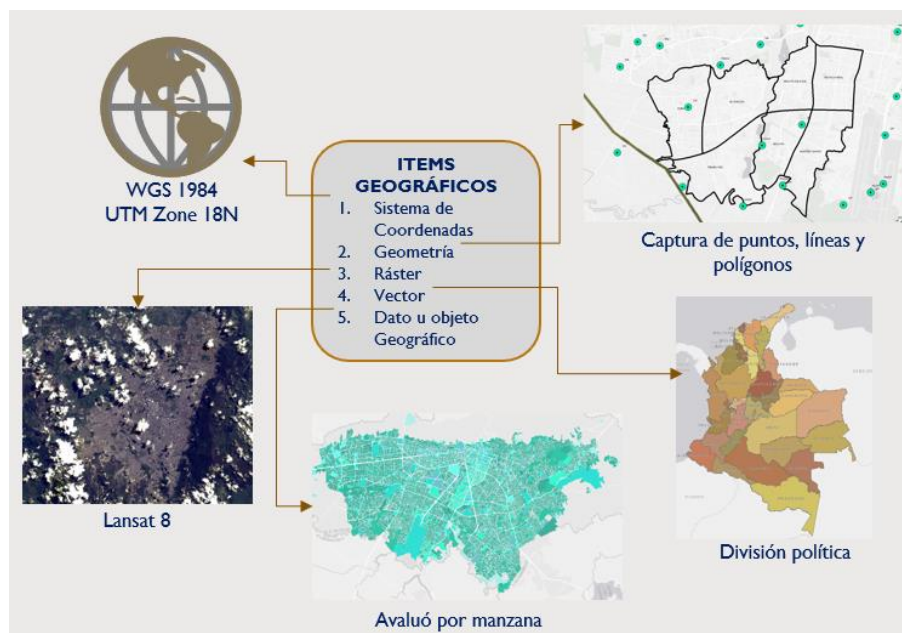 WGS 1984
UTM Zone 18N
ITEMS
GEOGRÁFICOS
1. Sistema de
Coordenadas
2. Geometría
3. Ráster
4. Vector
5. Dato u objeto
Geográfico
Captura de puntos, líneas y
polígonos
Lansat 8
División política
Avaluó por manzana